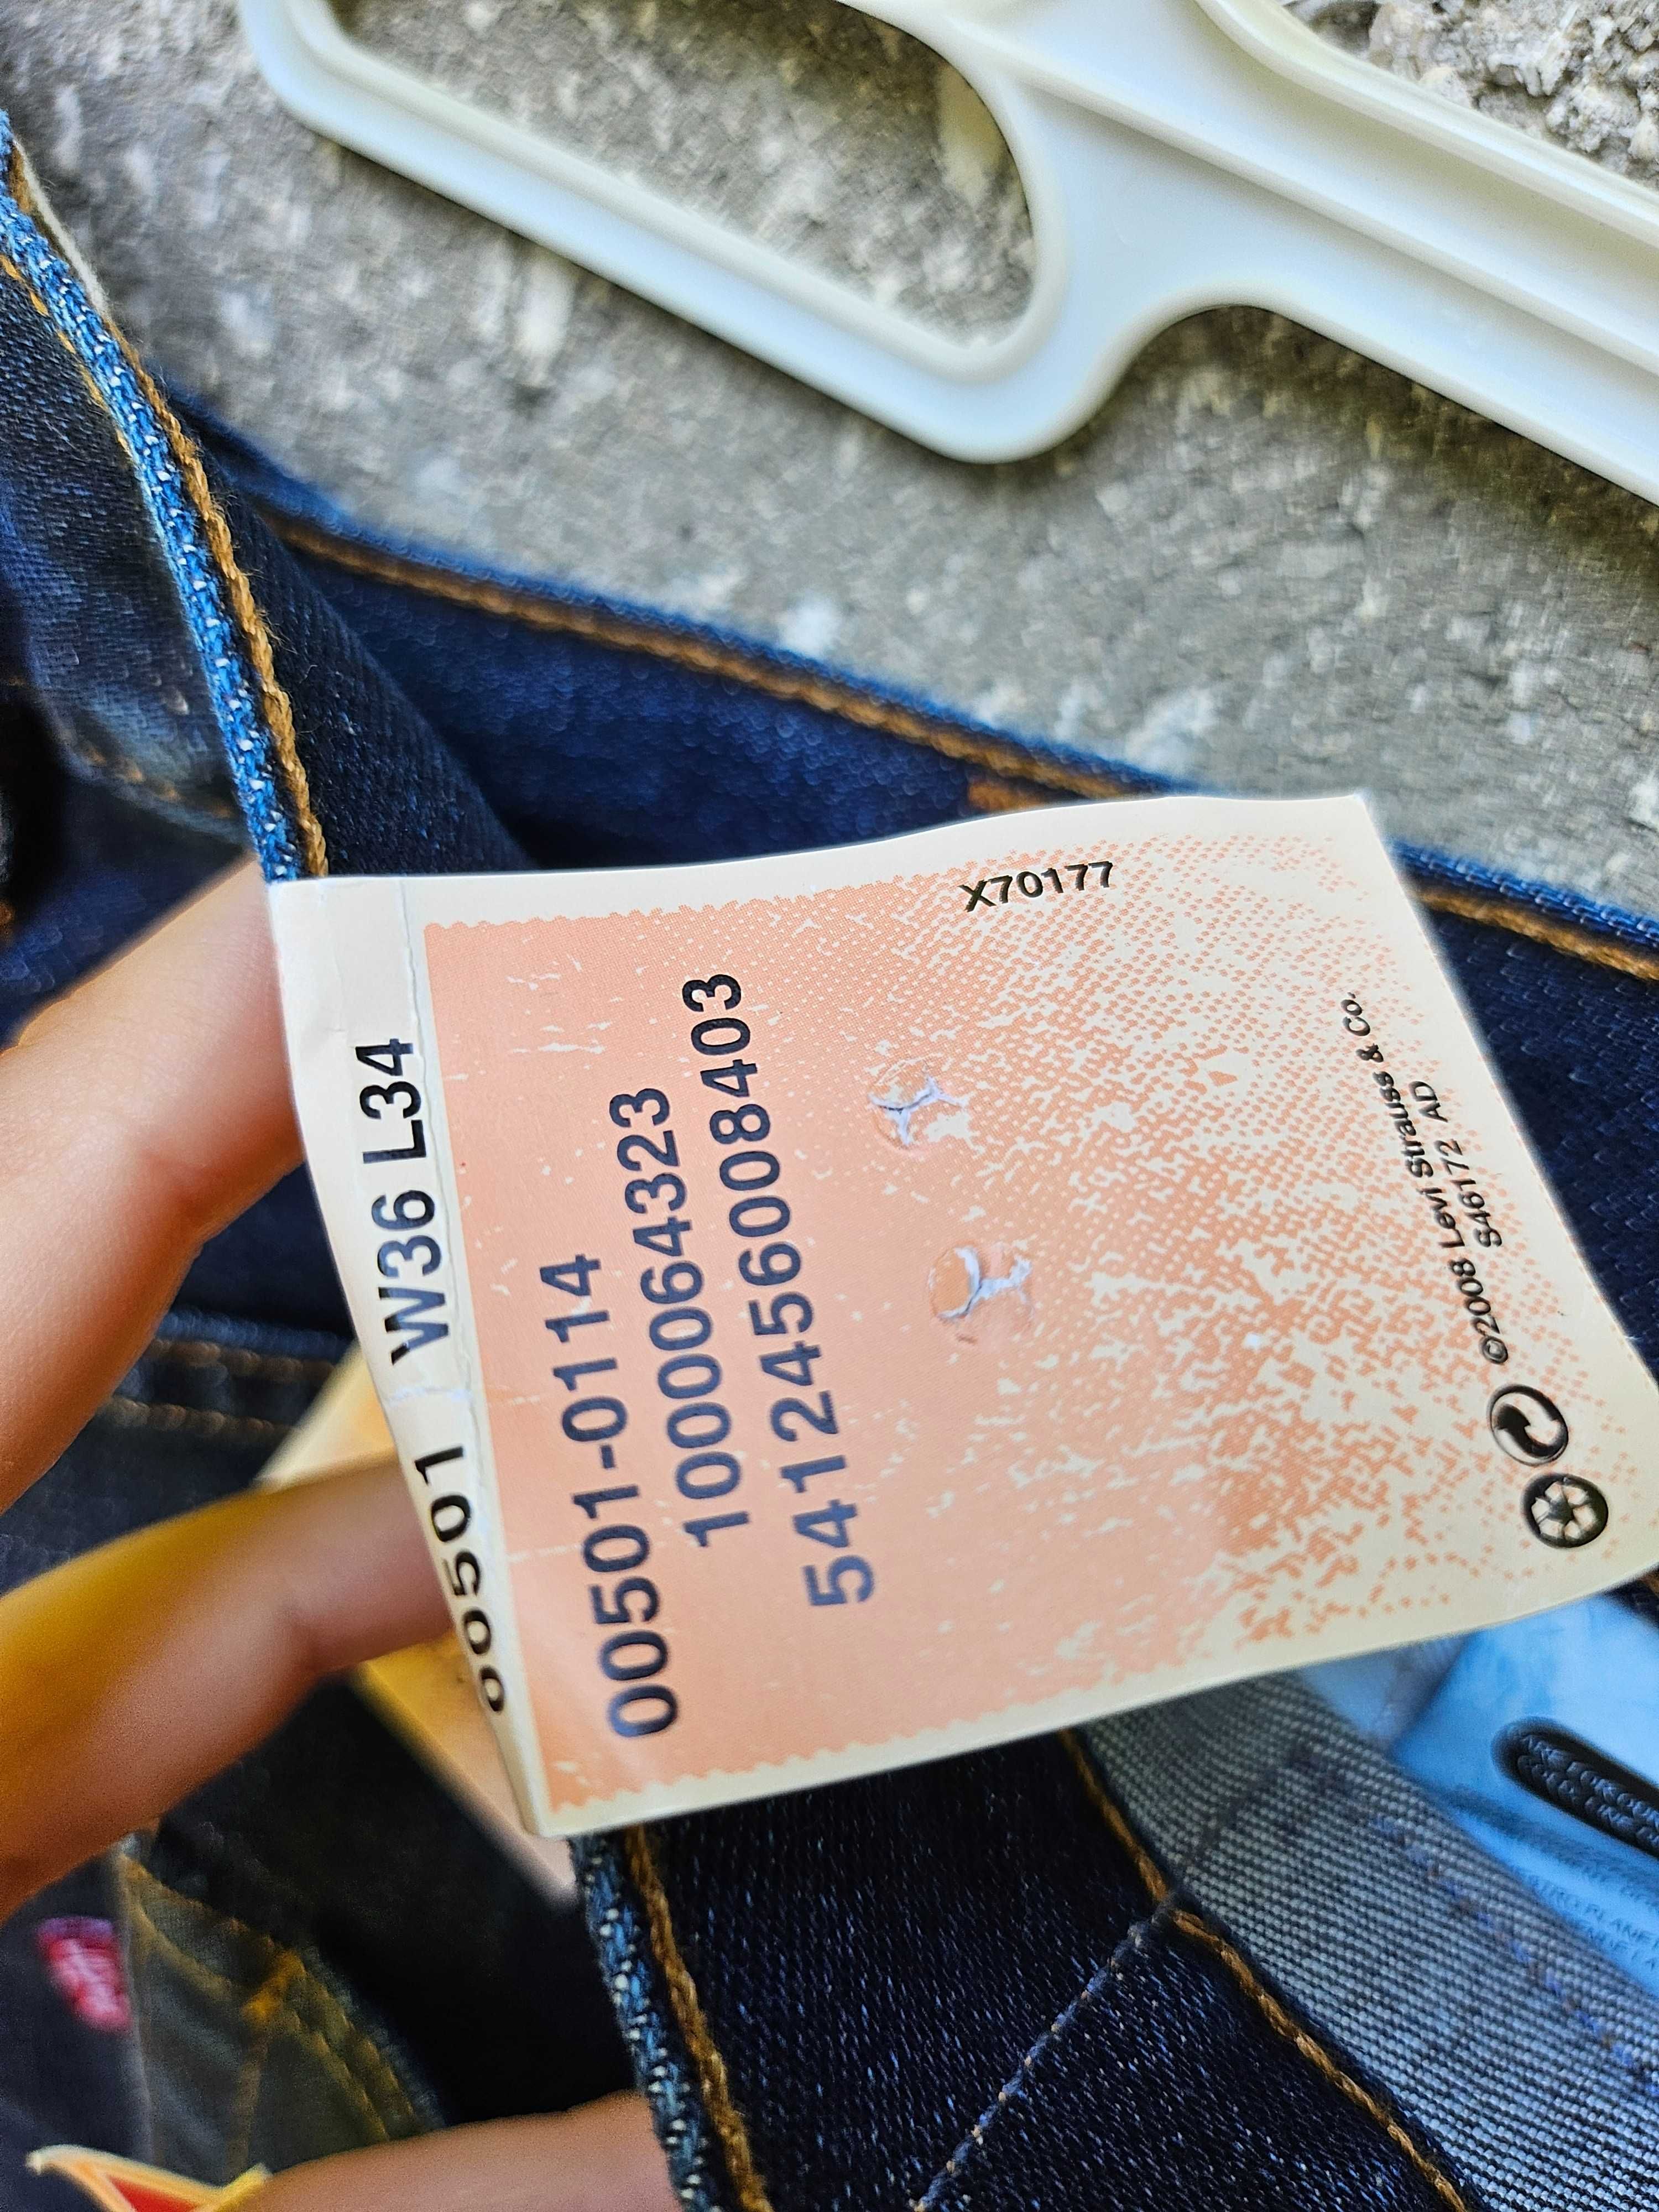 00501 W36 L34
00501-0114
1000064323
5412456008403
X70177
©2008 Levi Strauss & Co.
S46172 AD